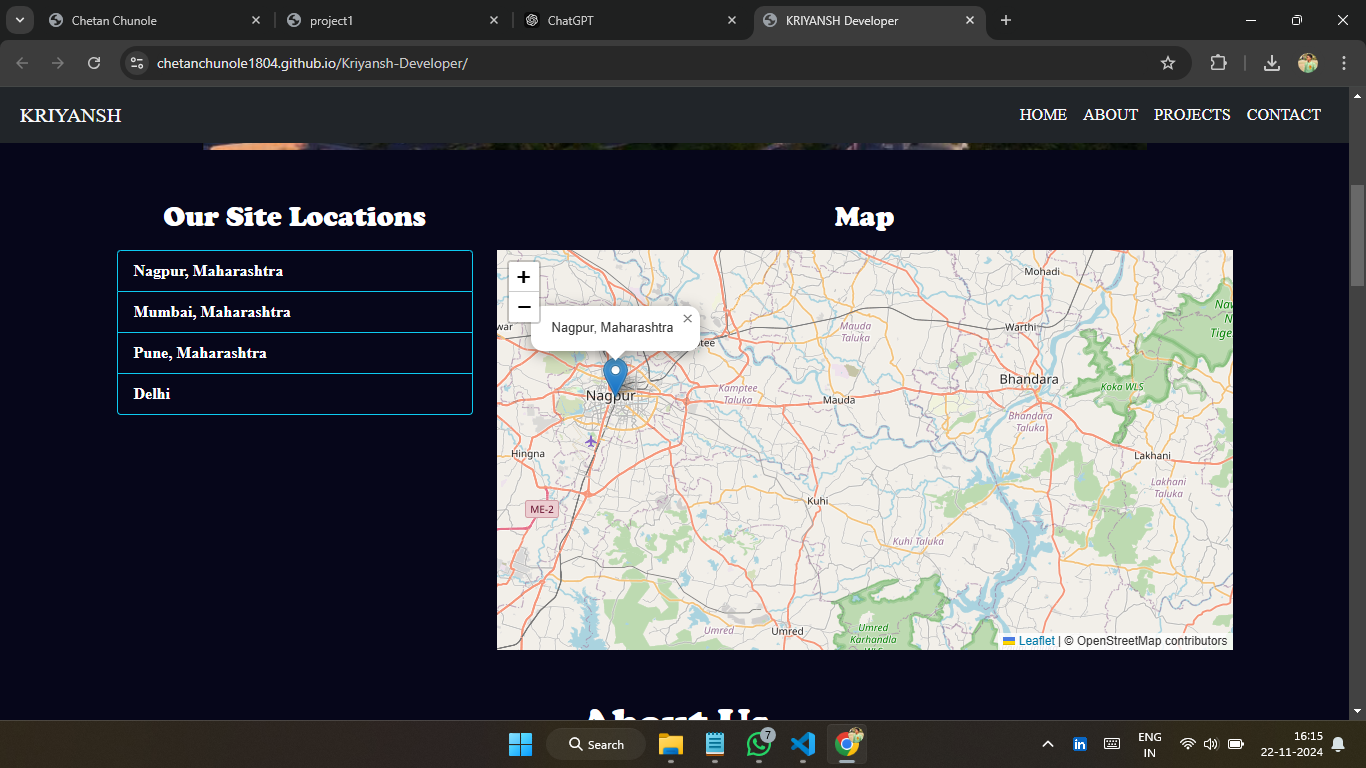 Chetan Chunole
project1
ChatGPT
KRIYANSH Developer
chetanchunole1804.github.io/Kriyansh-Developer/
KRIYANSH
HOME ABOUT PROJECTS CONTACT
Our Site Locations
Nagpur, Maharashtra
Mumbai, Maharashtra
Pune, Maharashtra
Delhi
Map
+
−
Nagpur, Maharashtra
Mohadi
Mauda
Taluka
Warthi
Bhandara
Koka WLS
Nagpur
Kamptee
Taluka
Mauda
Bhandara
Taluka
Hingna
Lakhani
Lakhani
Taluka
ME-2
Kuhi
Kuhi Taluka
Umred
Umred
Umred
Karhandla
Leaflet | © OpenStreetMap contributors
About Us
Search
7
ENG
IN
16:15
22-11-2024